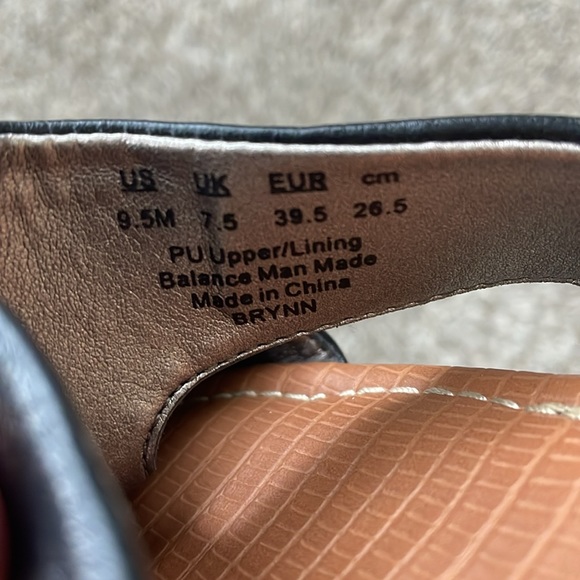 US UK EUR cm
9.5M 7.5 39.5 26.5
PU Upper/Lining
Balance Man Made
Made in China
BRYNN